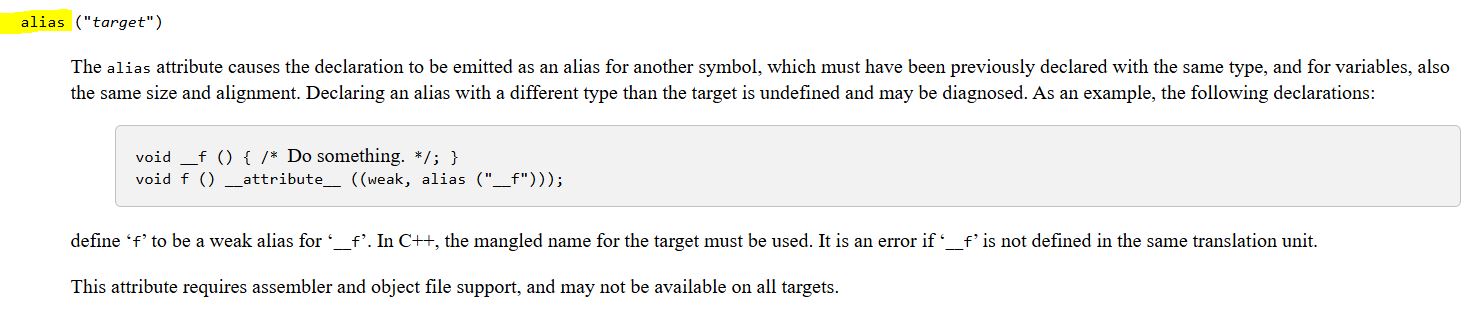 alias ("target")
The alias attribute causes the declaration to be emitted as an alias for another symbol, which must have been previously declared with the same type, and for variables, also
the same size and alignment. Declaring an alias with a different type than the target is undefined and may be diagnosed. As an example, the following declarations:
void __f () { /* Do something. */; }
void f () __attribute__ ((weak, alias ("__f")));
define ‘f’ to be a weak alias for ‘__f’. In C++, the mangled name for the target must be used. It is an error if ‘__f’ is not defined in the same translation unit.
This attribute requires assembler and object file support, and may not be available on all targets.